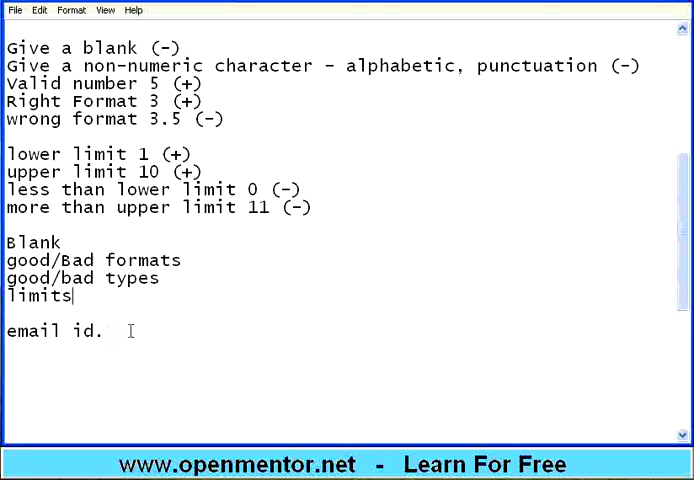 File Edit Format View Help
Give a blank (-)
Give a non-numeric character - alphabetic, punctuation (-)
Valid number 5 (+)
Right Format 3 (+)
wrong format 3.5 (-)
lower limit 1 (+)
upper limit 10 (+)
less than lower limit 0 (-)
more than upper limit 11 (-)
Blank
good/Bad formats
good/bad types
limits
email id.
www.openmentor.net - Learn For Free